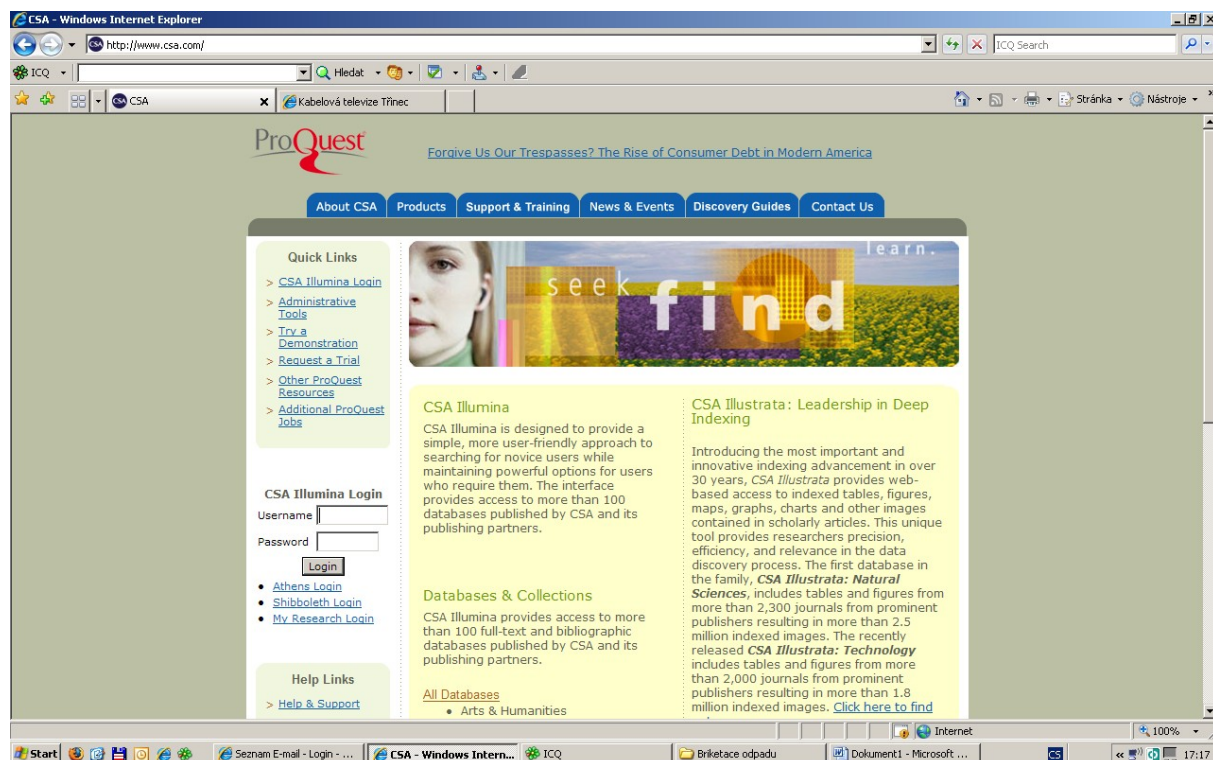 CSA - Windows Internet Explorer
http://www.csa.com/
ICQ Search
ICQ
Hledat
CSA
Kabelová televize Třinec
Stránka
Nástroje
ProQuest
Forgive Us Our Trespasses? The Rise of Consumer Debt in Modern America
About CSA
Products
Support & Training
News & Events
Discovery Guides
Contact Us
Quick Links
> CSA Illumina Login
> Administrative
Tools
> Try a
Demonstration
> Request a Trial
> Other ProQuest
Resources
> Additional ProQuest
Jobs
CSA Illumina Login
Username
Password
Login
Athens Login
Shibboleth Login
My Research Login
Help Links
> Help & Support
learn.
seek
find
CSA Illumina
CSA Illumina is designed to provide a
simple, more user-friendly approach to
searching for novice users while
maintaining powerful options for users
who require them. The interface
provides access to more than 100
databases published by CSA and its
publishing partners.
Databases & Collections
CSA Illumina provides access to more
than 100 full-text and bibliographic
databases published by CSA and its
publishing partners.
All Databases
• Arts & Humanities
CSA Illustrata: Leadership in Deep
Indexing
Introducing the most important and
innovative indexing advancement in over
30 years, CSA Illustrata provides web-
based access to indexed tables, figures,
maps, graphs, charts and other images
contained in scholarly articles. This unique
tool provides researchers precision,
efficiency, and relevance in the data
discovery process. The first database in
the family, CSA Illustrata: Natural
Sciences, includes tables and figures from
more than 2,300 journals from prominent
publishers resulting in more than 2.5
million indexed images. The recently
released CSA Illustrata: Technology
includes tables and figures from more
than 2,000 journals from prominent
publishers resulting in more than 1.8
million indexed images. Click here to find
Internet
100%
Start
Seznam E-mail - Login - ...
CSA - Windows Intern...
ICQ
Briketace odpadu
Dokument1 - Microsoft ...
CS
17:17